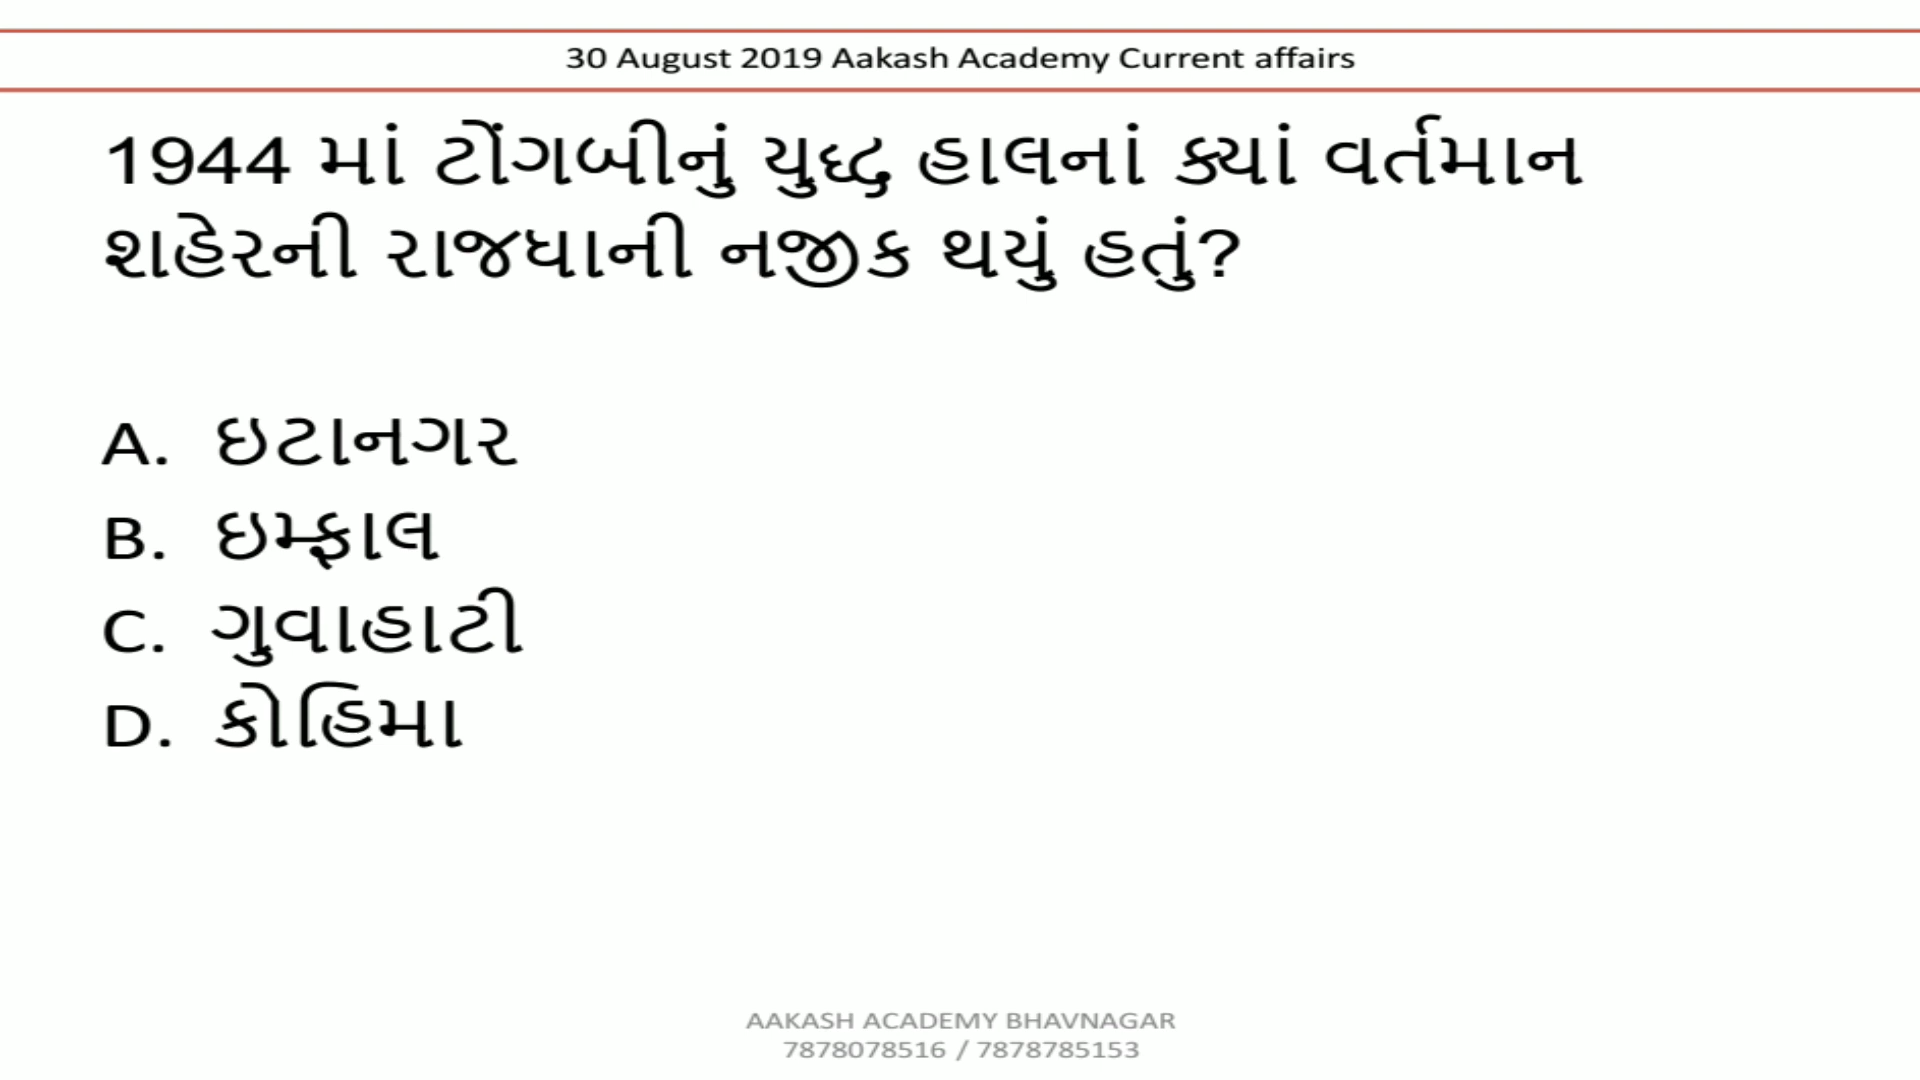 30 August 2019 Aakash Academy Current affairs
1944 માં ટોંગબીનું યુધ્દ્ર હાલનાં ક્યાં વર્તમાન
શહેરની રાજધાની નજીક થયું હતું?
A. ઇટાનગર
B. ઇમ્ફાલ
C. ગુવાહાટી
D. કોહિમા
AAKASH ACADEMY BHAVNAGAR
7878078516 / 7878785153